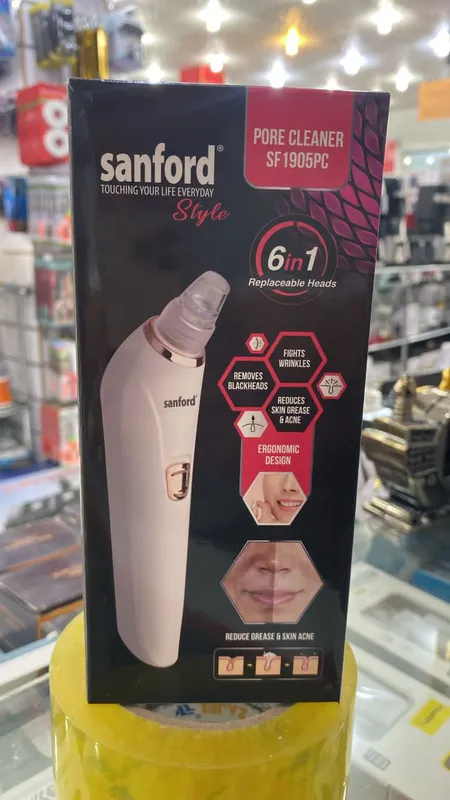 PORE CLEANER
SF1905PC
sanford®
TOUCHING YOUR LIFE EVERYDAY
Style
6in1
Replaceable Heads
FIGHTS
WRINKLES
REMOVES
BLACKHEADS
REDUCES
SKIN GREASE
& ACNE
sanford
ERGONOMIC
DESIGN
REDUCE GREASE & SKIN ACNE